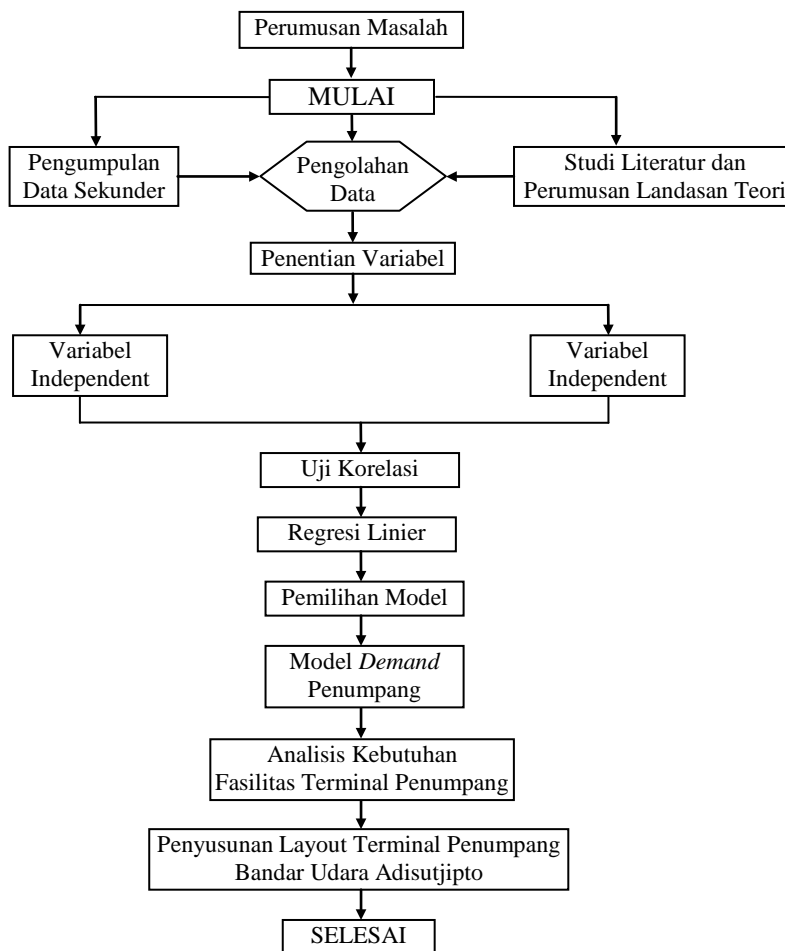 Perumusan Masalah
MULAI
Pengumpulan
Data Sekunder
Pengolahan
Data
Studi Literatur dan
Perumusan Landasan Teori
Penentian Variabel
Variabel
Independent
Variabel
Independent
Uji Korelasi
Regresi Linier
Pemilihan Model
Model Demand
Penumpang
Analisis Kebutuhan
Fasilitas Terminal Penumpang
Penyusunan Layout Terminal Penumpang
Bandar Udara Adisutjipto
SELESAI